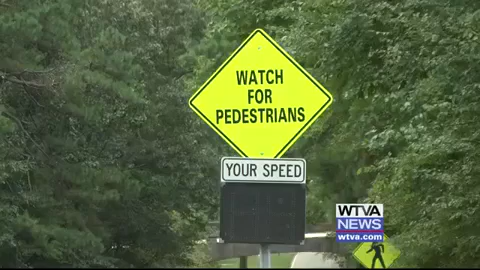 WATCH
FOR
PEDESTRIANS
YOUR SPEED
WTVA
NEWS
wtva.com